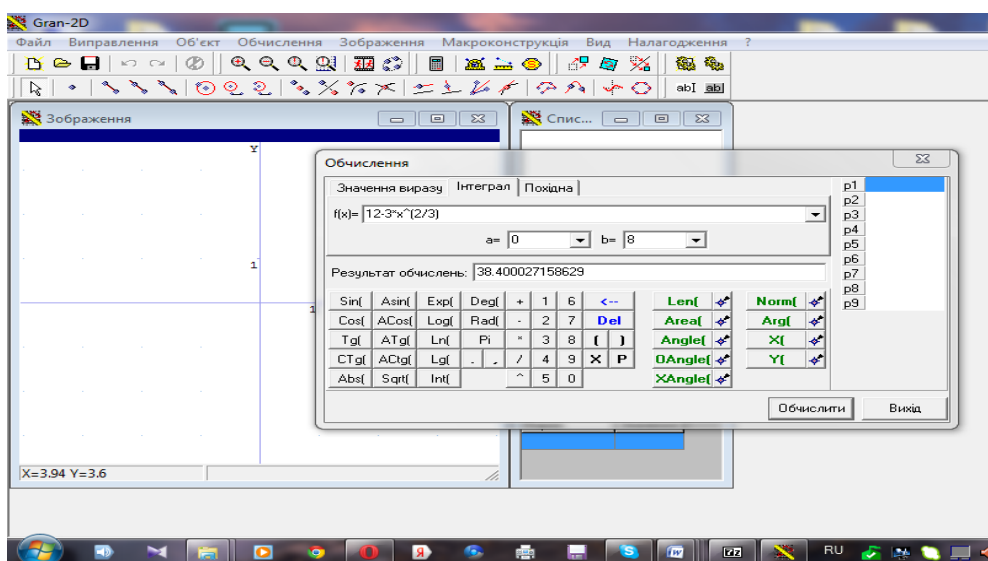 Gran-2D
Файл Виправлення Об'єкт Обчислення Зображення Макроконструкція Вид Налагодження ?
abI abI
Зображення
Спис...
Y
1
1
X=3.94 Y=3.6
Обчислення
Значення виразу Інтеграл Похідна
f(x)= 12-3*x^(2/3)
a= 0 b= 8
Результат обчислень: 38.400027158629
Sin( Asin( Exp( Deg( + 1 6 <-- Len( Norm(
Cos( ACos( Log( Rad( - 2 7 Del Area( Arg(
Tg( ATg( Ln( Pi * 3 8 ( ) Angle( X(
CTg( ACtg( Lg( . , / 4 9 X P OAngle( Y(
Abs( Sqrt( Int( ^ 5 0 XAngle(
p1
p2
p3
p4
p5
p6
p7
p8
p9
Обчислити Вихід
RU